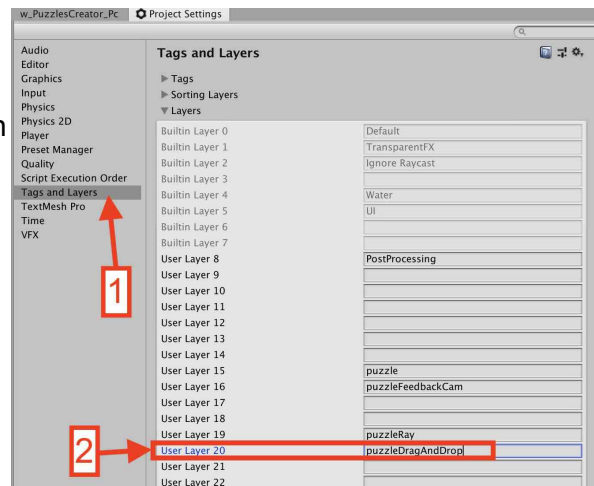 w_PuzzlesCreator_Pc Project Settings
Audio
Editor
Graphics
Input
Physics
Physics 2D
Player
Preset Manager
Quality
Script Execution Order
Tags and Layers
TextMesh Pro
Time
VFX
1
Tags and Layers
Tags
Sorting Layers
Layers
Builtin Layer 0 Default
Builtin Layer 1 TransparentFX
Builtin Layer 2 Ignore Raycast
Builtin Layer 3
Builtin Layer 4 Water
Builtin Layer 5 UI
Builtin Layer 6
Builtin Layer 7
User Layer 8 PostProcessing
User Layer 9
User Layer 10
User Layer 11
User Layer 12
User Layer 13
User Layer 14
User Layer 15 puzzle
User Layer 16 puzzleFeedbackCam
User Layer 17
User Layer 18
User Layer 19 puzzleRay
2
User Layer 20 puzzleDragAndDrop
User Layer 21
User Layer 22